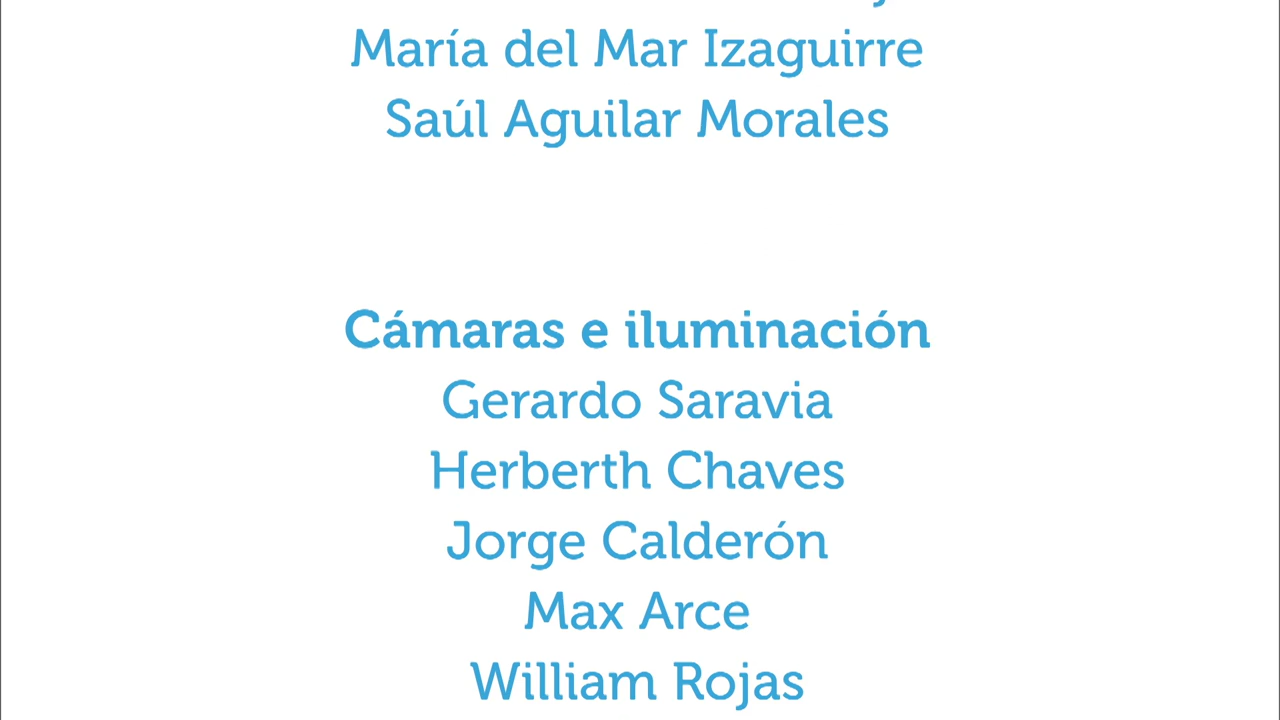 María del Mar Izaguirre
Saúl Aguilar Morales
Cámaras e iluminación
Gerardo Saravia
Herberth Chaves
Jorge Calderón
Max Arce
William Rojas